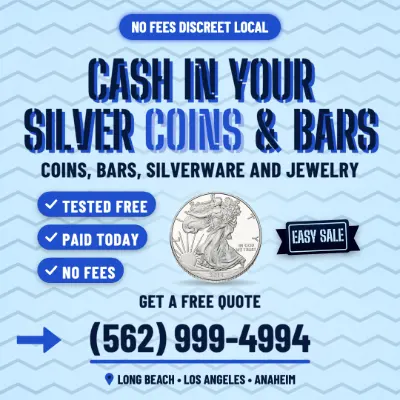 NO FEES DISCREET LOCAL
CASH IN YOUR
SILVER COINS & BARS
COINS, BARS, SILVERWARE AND JEWELRY
TESTED FREE
PAID TODAY
NO FEES
EASY SALE
GET A FREE QUOTE
(562) 999-4994
LONG BEACH • LOS ANGELES • ANAHEIM